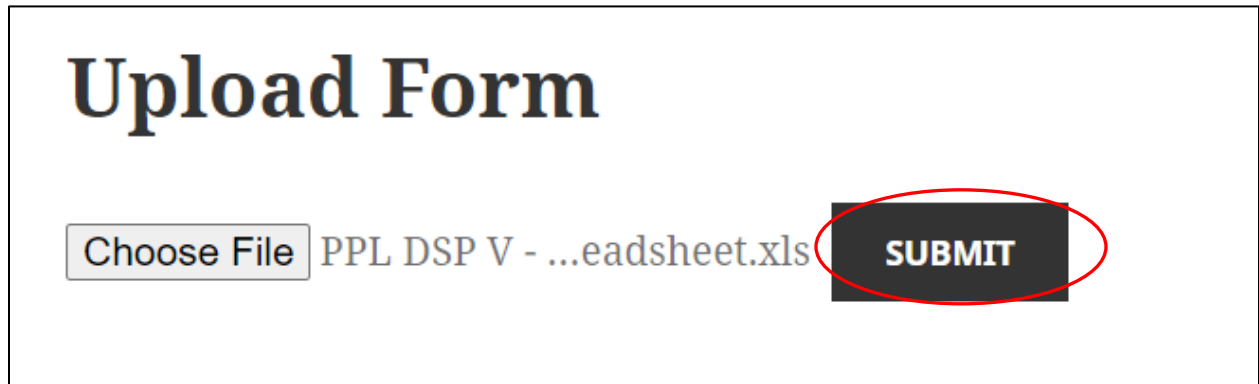 Upload Form
Choose File PPL DSP V - ...eadsheet.xls SUBMIT